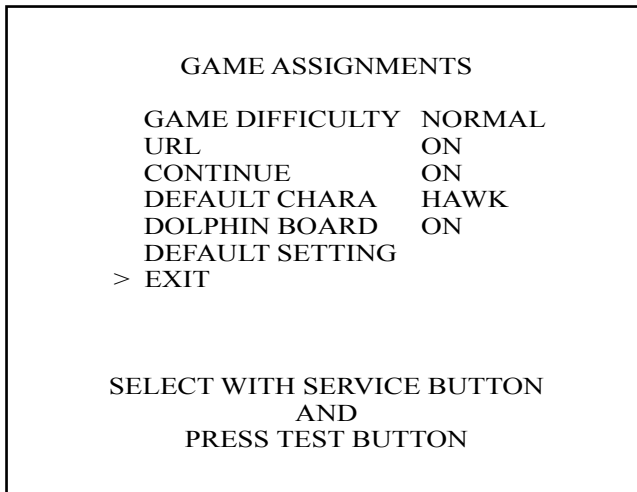 GAME ASSIGNMENTS
GAME DIFFICULTY NORMAL
URL ON
CONTINUE ON
DEFAULT CHARA HAWK
DOLPHIN BOARD ON
DEFAULT SETTING
> EXIT
SELECT WITH SERVICE BUTTON
AND
PRESS TEST BUTTON